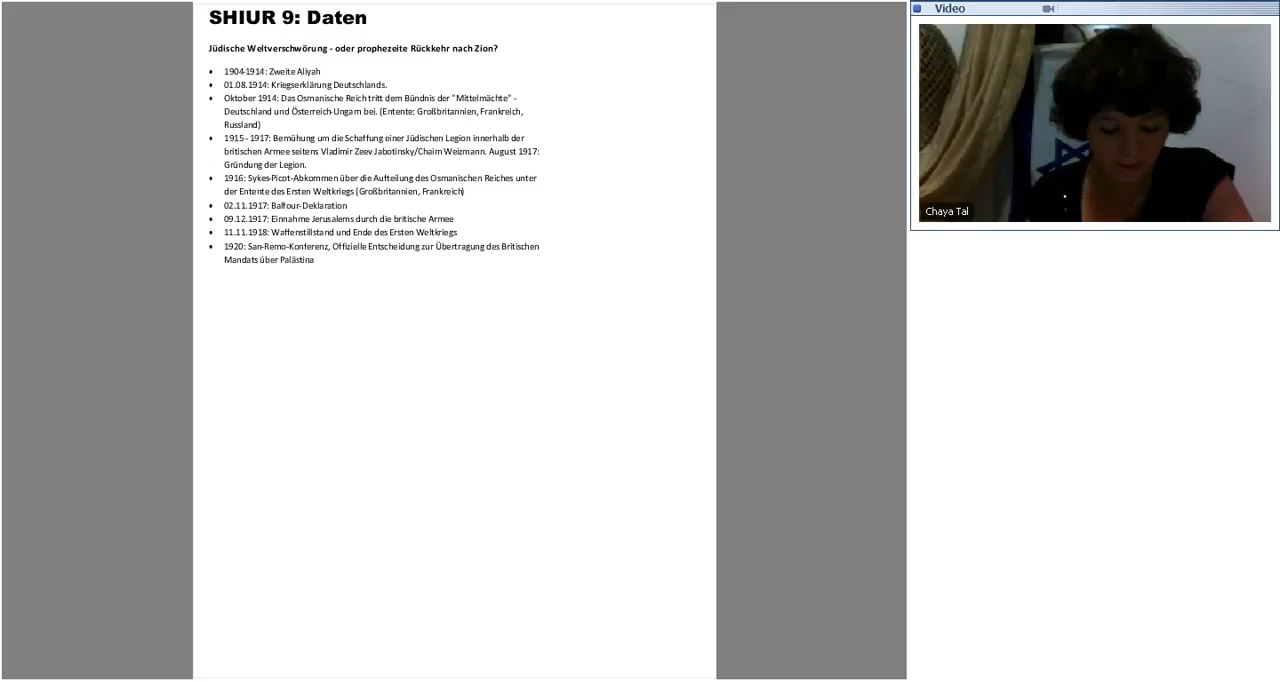 SHIUR 9: Daten
Jüdische Weltverschwörung - oder prophezeite Rückkehr nach Zion?
• 1904-1914: Zweite Aliyah
• 01.08.1914: Kriegserklärung Deutschlands.
• Oktober 1914: Das Osmanische Reich tritt dem Bündnis der "Mittelmächte" -
Deutschland und Österreich-Ungarn bei. (Entente: Großbritannien, Frankreich,
Russland)
• 1915 - 1917: Bemühung um die Schaffung einer Jüdischen Legion innerhalb der
britischen Armee seitens Vladimir Zeev Jabotinsky/Chaim Weizmann. August 1917:
Gründung der Legion.
• 1916: Sykes-Picot-Abkommen über die Aufteilung des Osmanischen Reiches unter
der Entente des Ersten Weltkriegs (Großbritannien, Frankreich)
• 02.11.1917: Balfour-Deklaration
• 09.12.1917: Einnahme Jerusalems durch die britische Armee
• 11.11.1918: Waffenstillstand und Ende des Ersten Weltkriegs
• 1920: San-Remo-Konferenz, Offizielle Entscheidung zur Übertragung des Britischen
Mandats über Palästina
Video
Chaya Tal